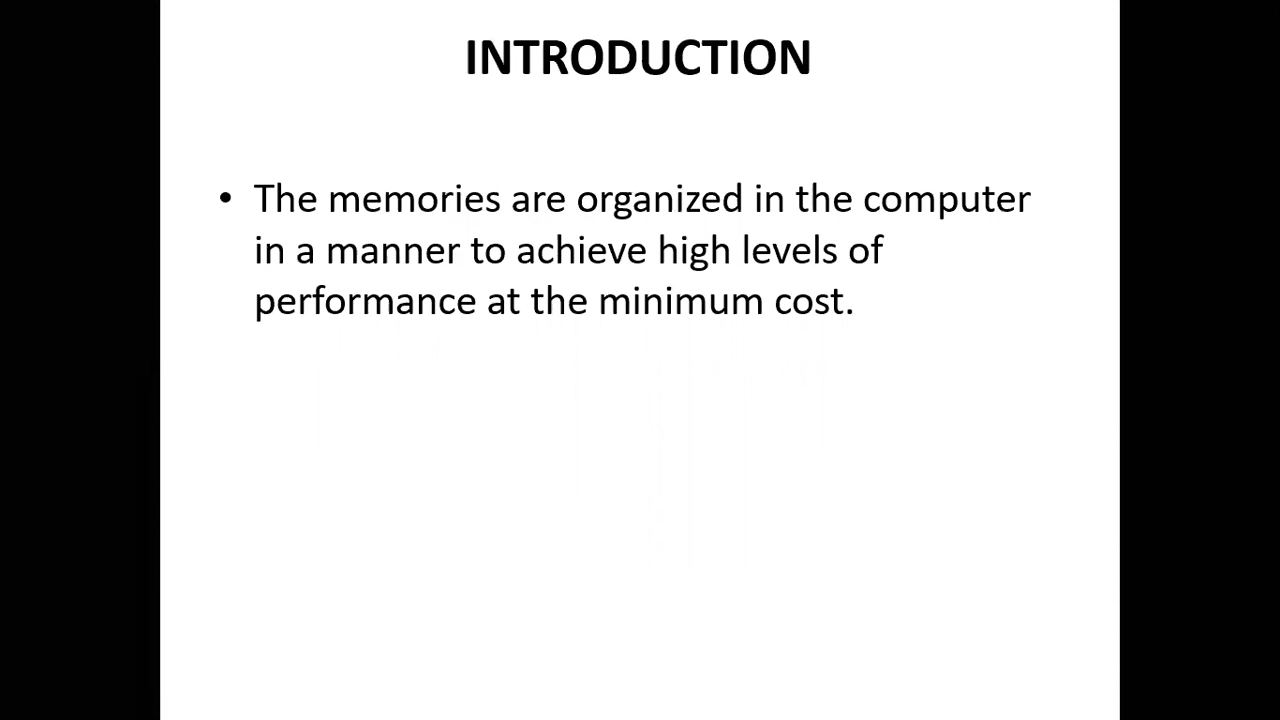 INTRODUCTION
• The memories are organized in the computer
in a manner to achieve high levels of
performance at the minimum cost.